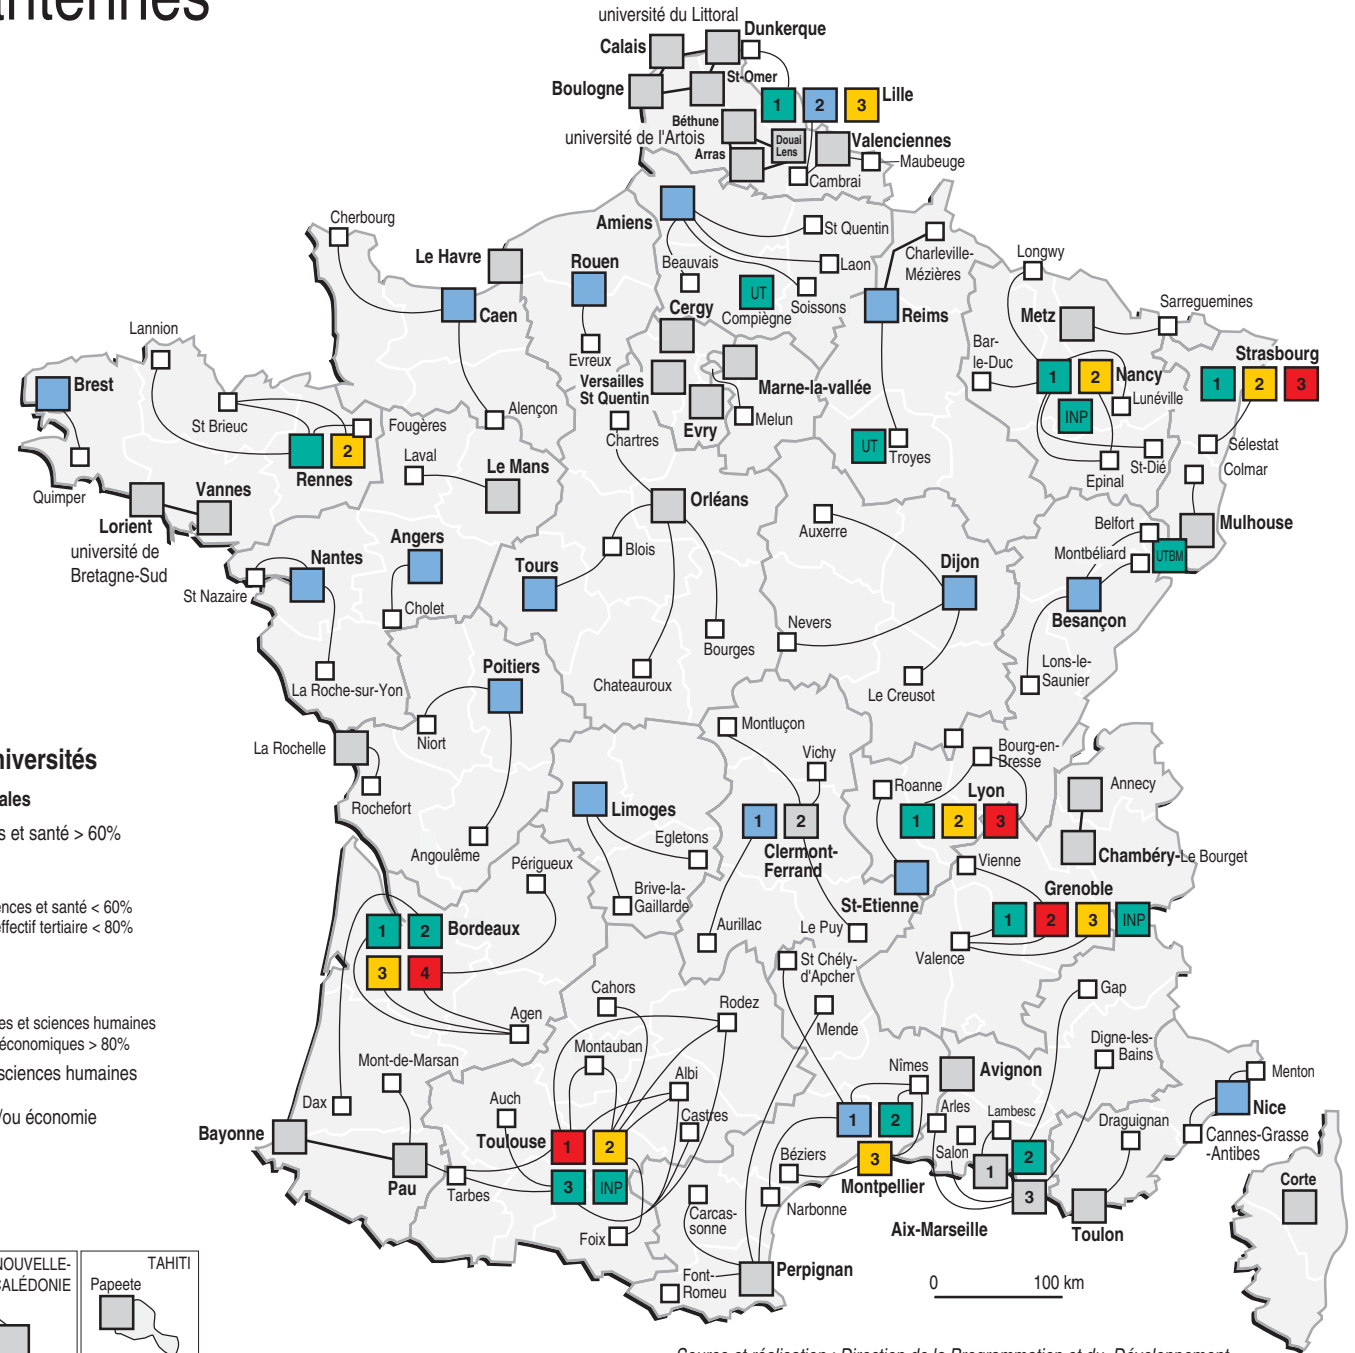 antennes
université du Littoral
Dunkerque
Calais
Boulogne
St-Omer
1 2 3 Lille
Béthune
université de l'Artois
Douai
Lens
Arras
Valenciennes
Maubeuge
Cambrai
Cherbourg
Amiens
St Quentin
Le Havre
Rouen
Beauvais
Laon
Charleville-
Mézières
Longwy
UT
Compiègne
Soissons
Caen
Cergy
Reims
Metz
Sarreguemines
Lannion
Evreux
Bar-
le-Duc
Strasbourg
1 2 3
Brest
Versailles
St Quentin
Marne-la-vallée
1 2 Nancy
Lunéville
INP
St Brieuc
Fougères
Alençon
Evry
Melun
Chartres
UT
Troyes
Sélestat
2
Rennes
Laval
Le Mans
Epinal
St-Dié
Colmar
Quimper
Vannes
Lorient
université de
Bretagne-Sud
Orléans
Auxerre
Belfort
Mulhouse
Montbéliard
UTBM
Nantes
Angers
Blois
Tours
Dijon
St Nazaire
Cholet
Besançon
Nevers
Bourges
La Roche-sur-Yon
Poitiers
Chateauroux
Le Creusot
Lons-le-
Saunier
Niort
La Rochelle
Rochefort
Montluçon
Vichy
Bourg-en-
Bresse
niversités
ales
s et santé > 60%
ences et santé < 60%
effectif tertiaire < 80%
es et sciences humaines
économiques > 80%
sciences humaines
/ou économie
Roanne
Lyon
1 2 3
Annecy
Limoges
Egletons
1 2
Clermont-
Ferrand
Chambéry-Le Bourget
Angoulême
Périgueux
Vienne
Brive-la-
Gaillarde
St-Etienne
Grenoble
1 2 3 INP
Aurillac
Le Puy
Valence
1 2 Bordeaux
3 4
St Chély-
d'Apcher
Cahors
Rodez
Mende
Gap
Agen
Mont-de-Marsan
Montauban
Albi
Digne-les-
Bains
Nîmes
Avignon
Menton
Dax
Auch
Castres
Arles
Lambesc
Nice
Toulouse
1 2
3 INP
1 2
3
Montpellier
Salon
Draguignan
Cannes-Grasse
-Antibes
Bayonne
Pau
Tarbes
Béziers
1 2
3
Aix-Marseille
Toulon
Corte
Carcas-
sonne
Narbonne
Foix
Font-
Romeu
Perpignan
0 100 km
NOUVELLE-
CALÉDONIE
TAHITI
Papeete
Source et réalisation : Direction de la Programmation et du Développement